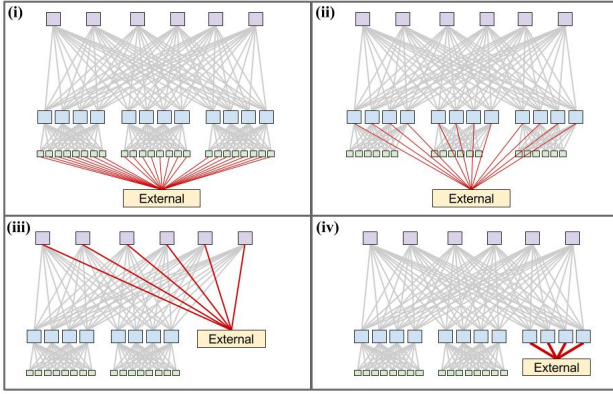 (i)
External
(ii)
External
(iii)
External
(iv)
External